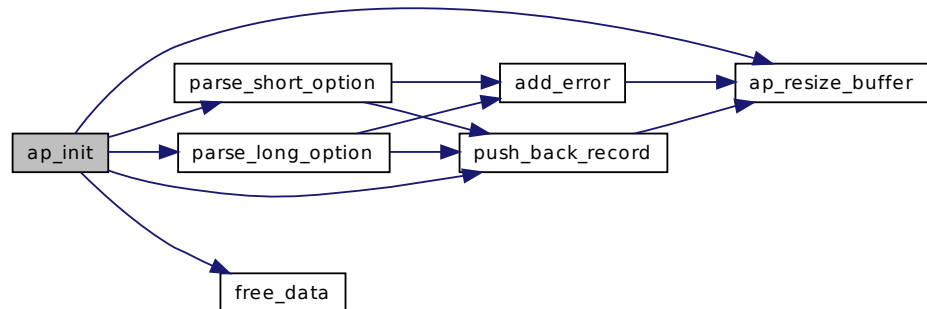 parse_short_option
add_error
ap_resize_buffer
ap_init
parse_long_option
push_back_record
free_data